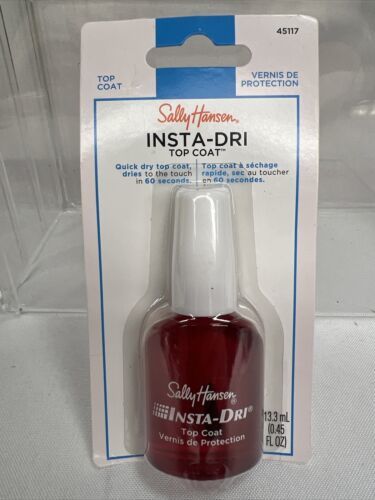 45117
TOP
COAT
VERNIS DE
PROTECTION
Sally Hansen®
INSTA-DRI
TOP COAT™
Quick dry top coat,
dries to the touch
in 60 seconds.
Top coat à séchage
rapide, sec au toucher
en 60 secondes.
Sally Hansen®
INSTA-DRI®
Top Coat
Vernis de Protection
13.3 mL
(0.45
FL OZ)